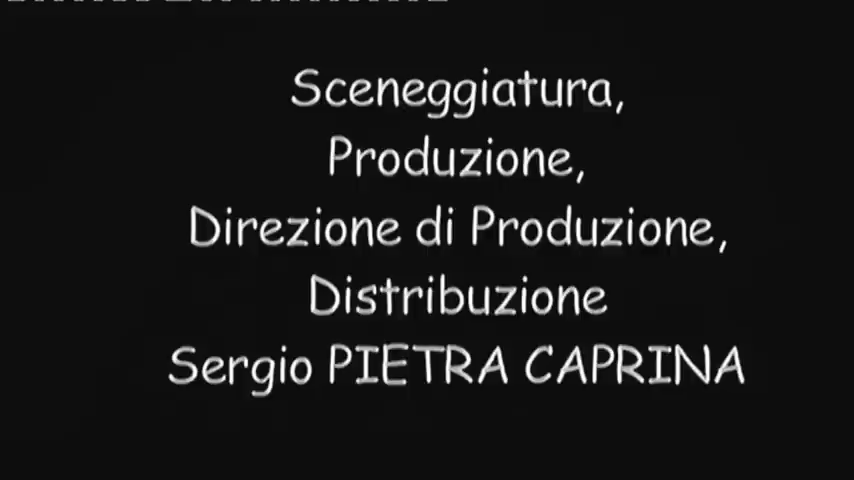 Sceneggiatura,
Produzione,
Direzione di Produzione,
Distribuzione
Sergio PIETRA CAPRINA